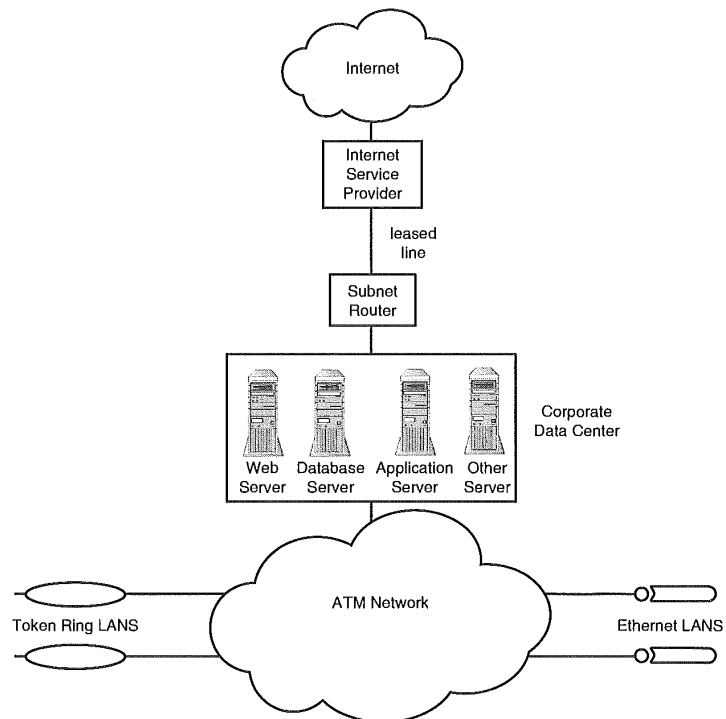 Internet
Internet
Service
Provider
leased
line
Subnet
Router
Corporate
Data Center
Web
Server
Database
Server
Application
Server
Other
Server
ATM Network
Token Ring LANS
Ethernet LANS